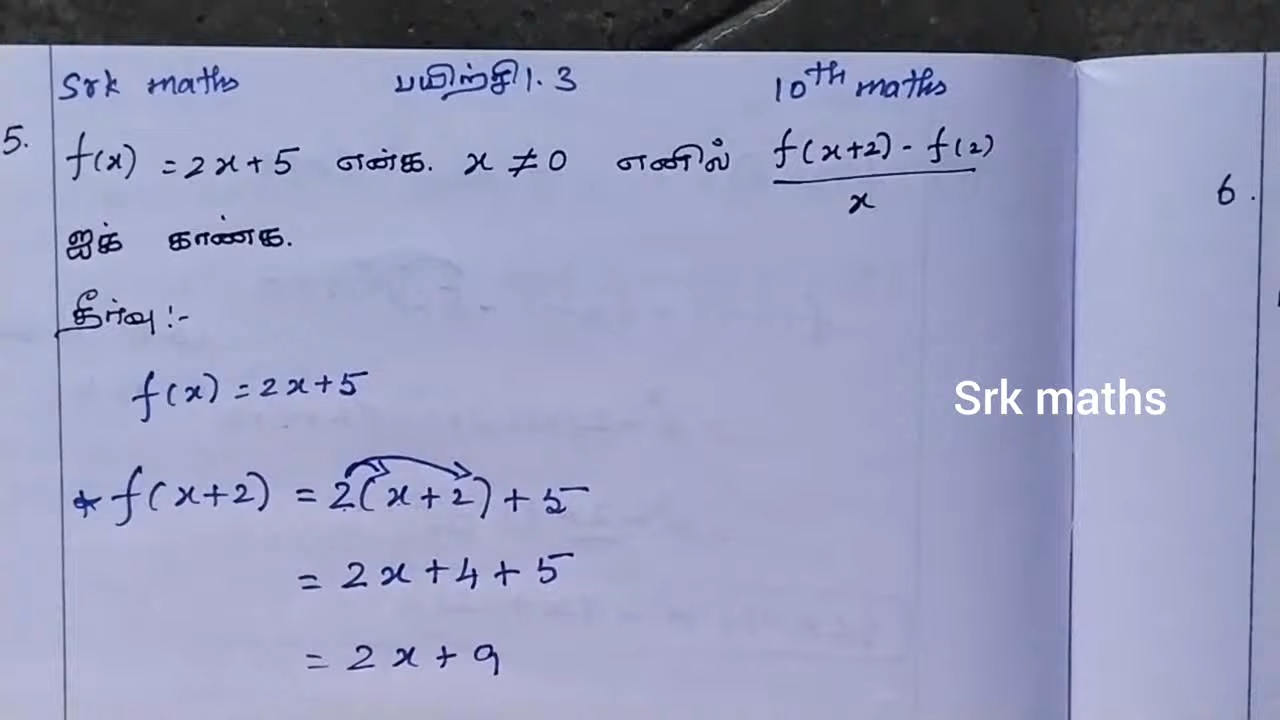 Srk maths பயிற்சி 1.3 10th maths
5. f(x) = 2x+5 என்க. x ≠ 0 எனில் \frac{f(x+2) - f(2)}{x}
ஐக் காண்க.
தீர்வு :-
f(x) = 2x+5
* f(x+2) = 2(x+2)+5
= 2x+4+5
= 2x+9
6.
Srk maths